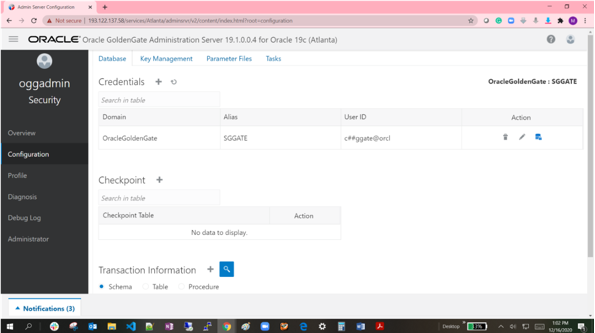 Admin Server Configuration
Not secure | 193.122.137.58/services/Atlanta/adminsrvr/v2/content/index.html?root=configuration
ORACLE Oracle GoldenGate Administration Server 19.1.0.0.4 for Oracle 19c (Atlanta)
oggadmin
Security
Overview
Configuration
Profile
Diagnosis
Debug Log
Administrator
Database Key Management Parameter Files Tasks
Credentials
OracleGoldenGate : SGGATE
Search in table
Domain Alias User ID Action
OracleGoldenGate SGGATE c##ggate@orcl
Checkpoint
Search in table
Checkpoint Table Action
No data to display.
Transaction Information
Schema Table Procedure
Notifications (3)
Desktop
1:02 PM
12/16/2020